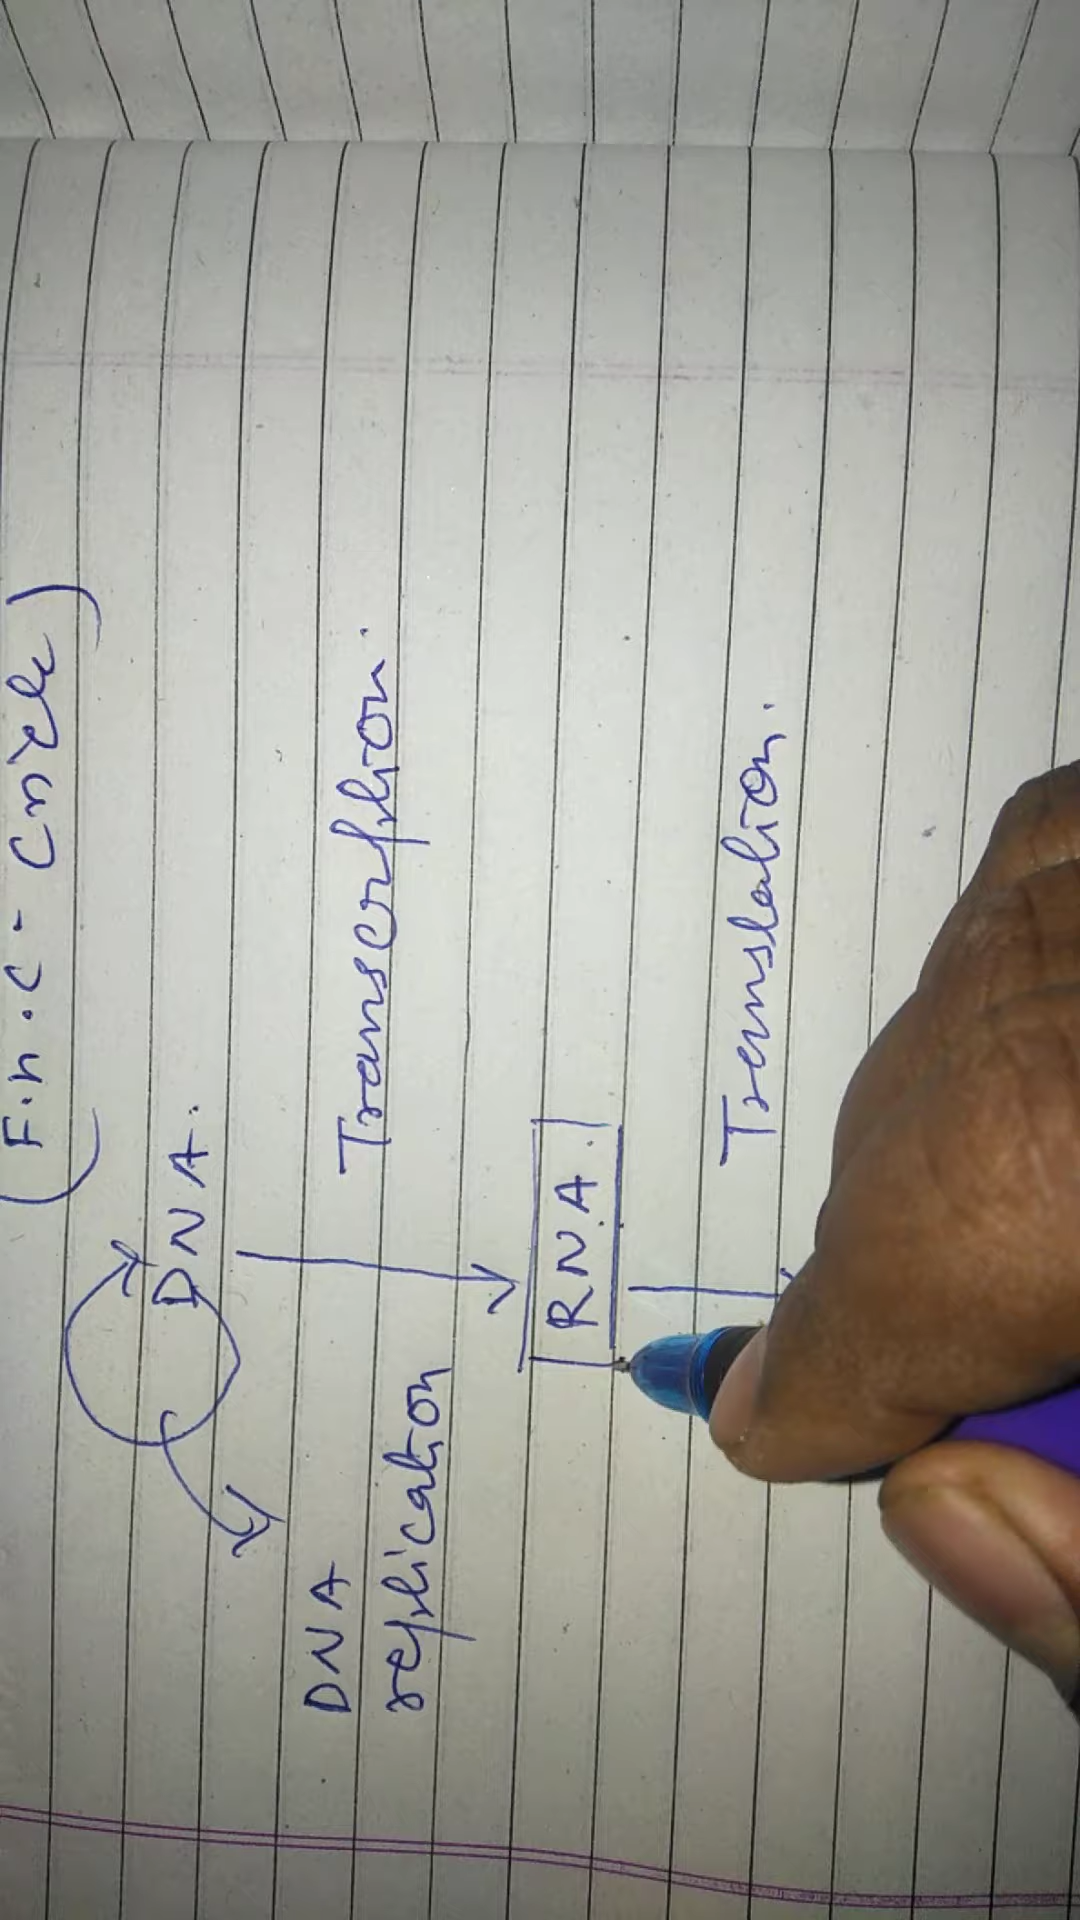 (F.H.C - Crick)
DNA.
Transcription.
DNA
replication
RNA.
Translation.